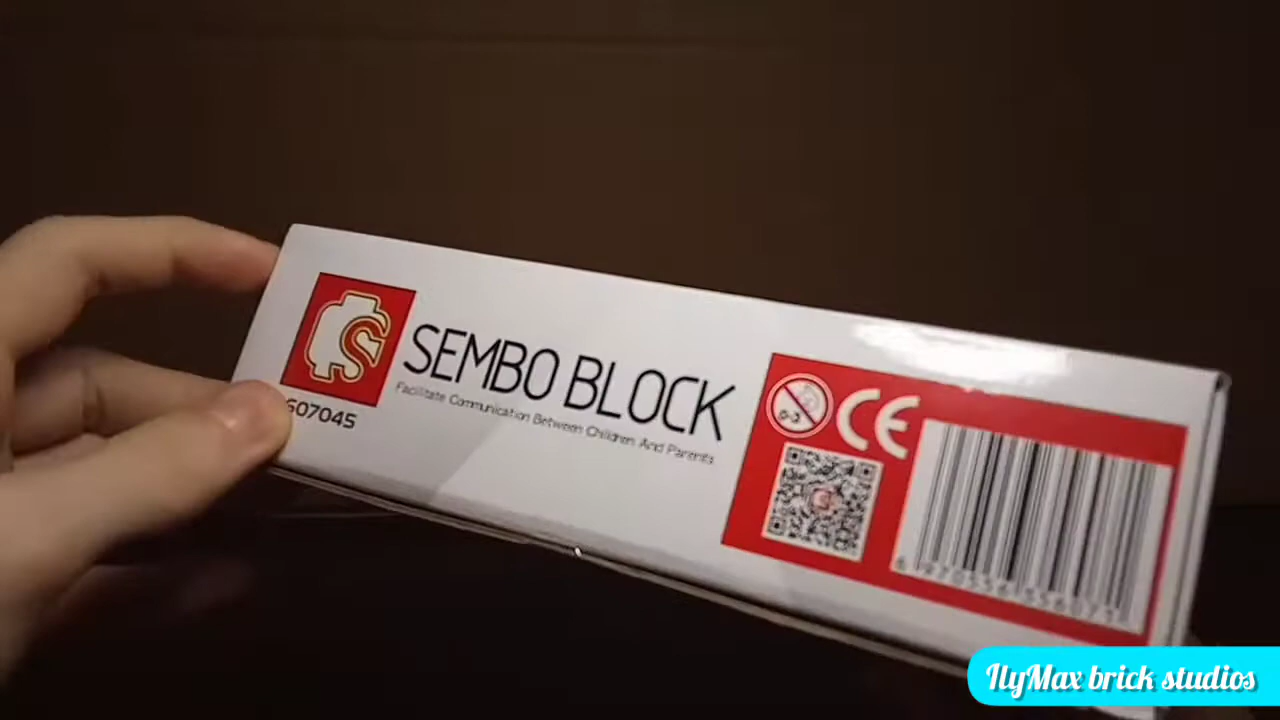 SEMBO BLOCK
Facilitate Communication Between Children And Parents
607045
0-3
CE
IlyMax brick studios